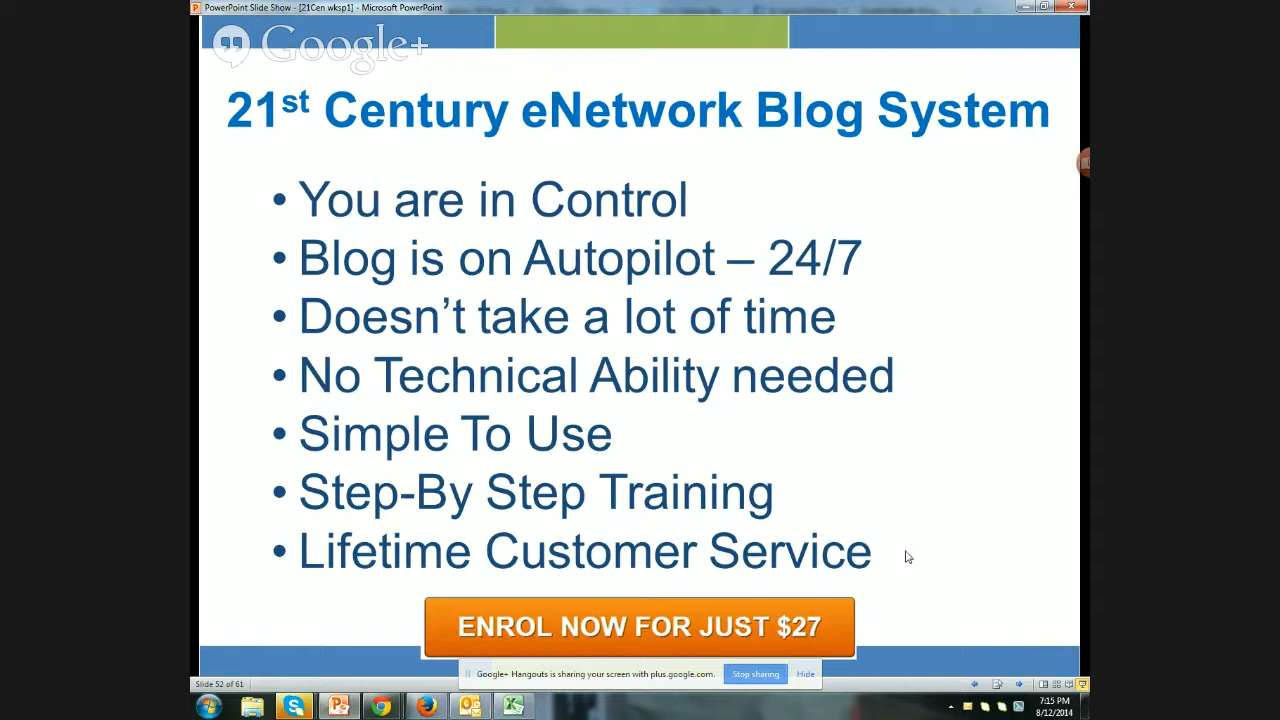 PowerPoint Slide Show - [21Cen wksp1] - Microsoft PowerPoint
Google+
21st Century eNetwork Blog System
• You are in Control
• Blog is on Autopilot – 24/7
• Doesn't take a lot of time
• No Technical Ability needed
• Simple To Use
• Step-By Step Training
• Lifetime Customer Service
ENROL NOW FOR JUST $27
Google+ Hangouts is sharing your screen with plus.google.com.
Stop sharing
Hide
Slide 52 of 61
7:15 PM
8/12/2014